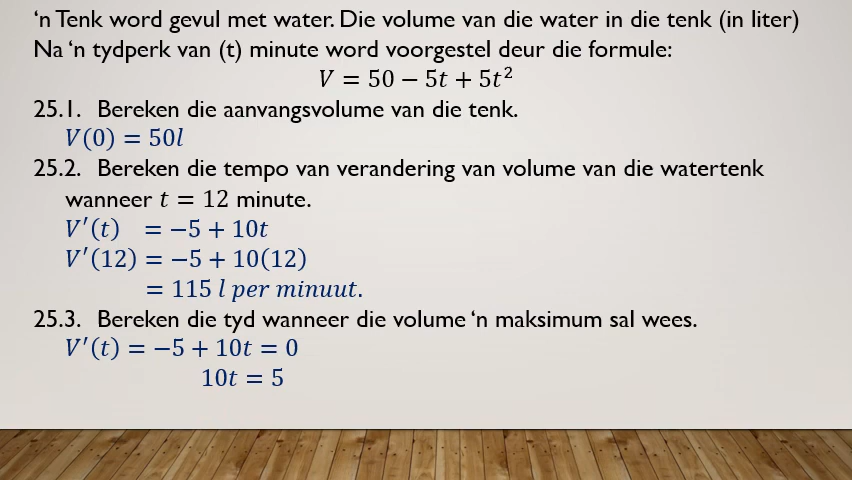 ‘n Tenk word gevul met water. Die volume van die water in die tenk (in liter)
Na ‘n tydperk van (t) minute word voorgestel deur die formule:
V = 50 − 5t + 5t²
25.1. Bereken die aanvangsvolume van die tenk.
V(0) = 50l
25.2. Bereken die tempo van verandering van volume van die watertenk
wanneer t = 12 minute.
V′(t) = −5 + 10t
V′(12) = −5 + 10(12)
= 115 l per minuut.
25.3. Bereken die tyd wanneer die volume ‘n maksimum sal wees.
V′(t) = −5 + 10t = 0
10t = 5